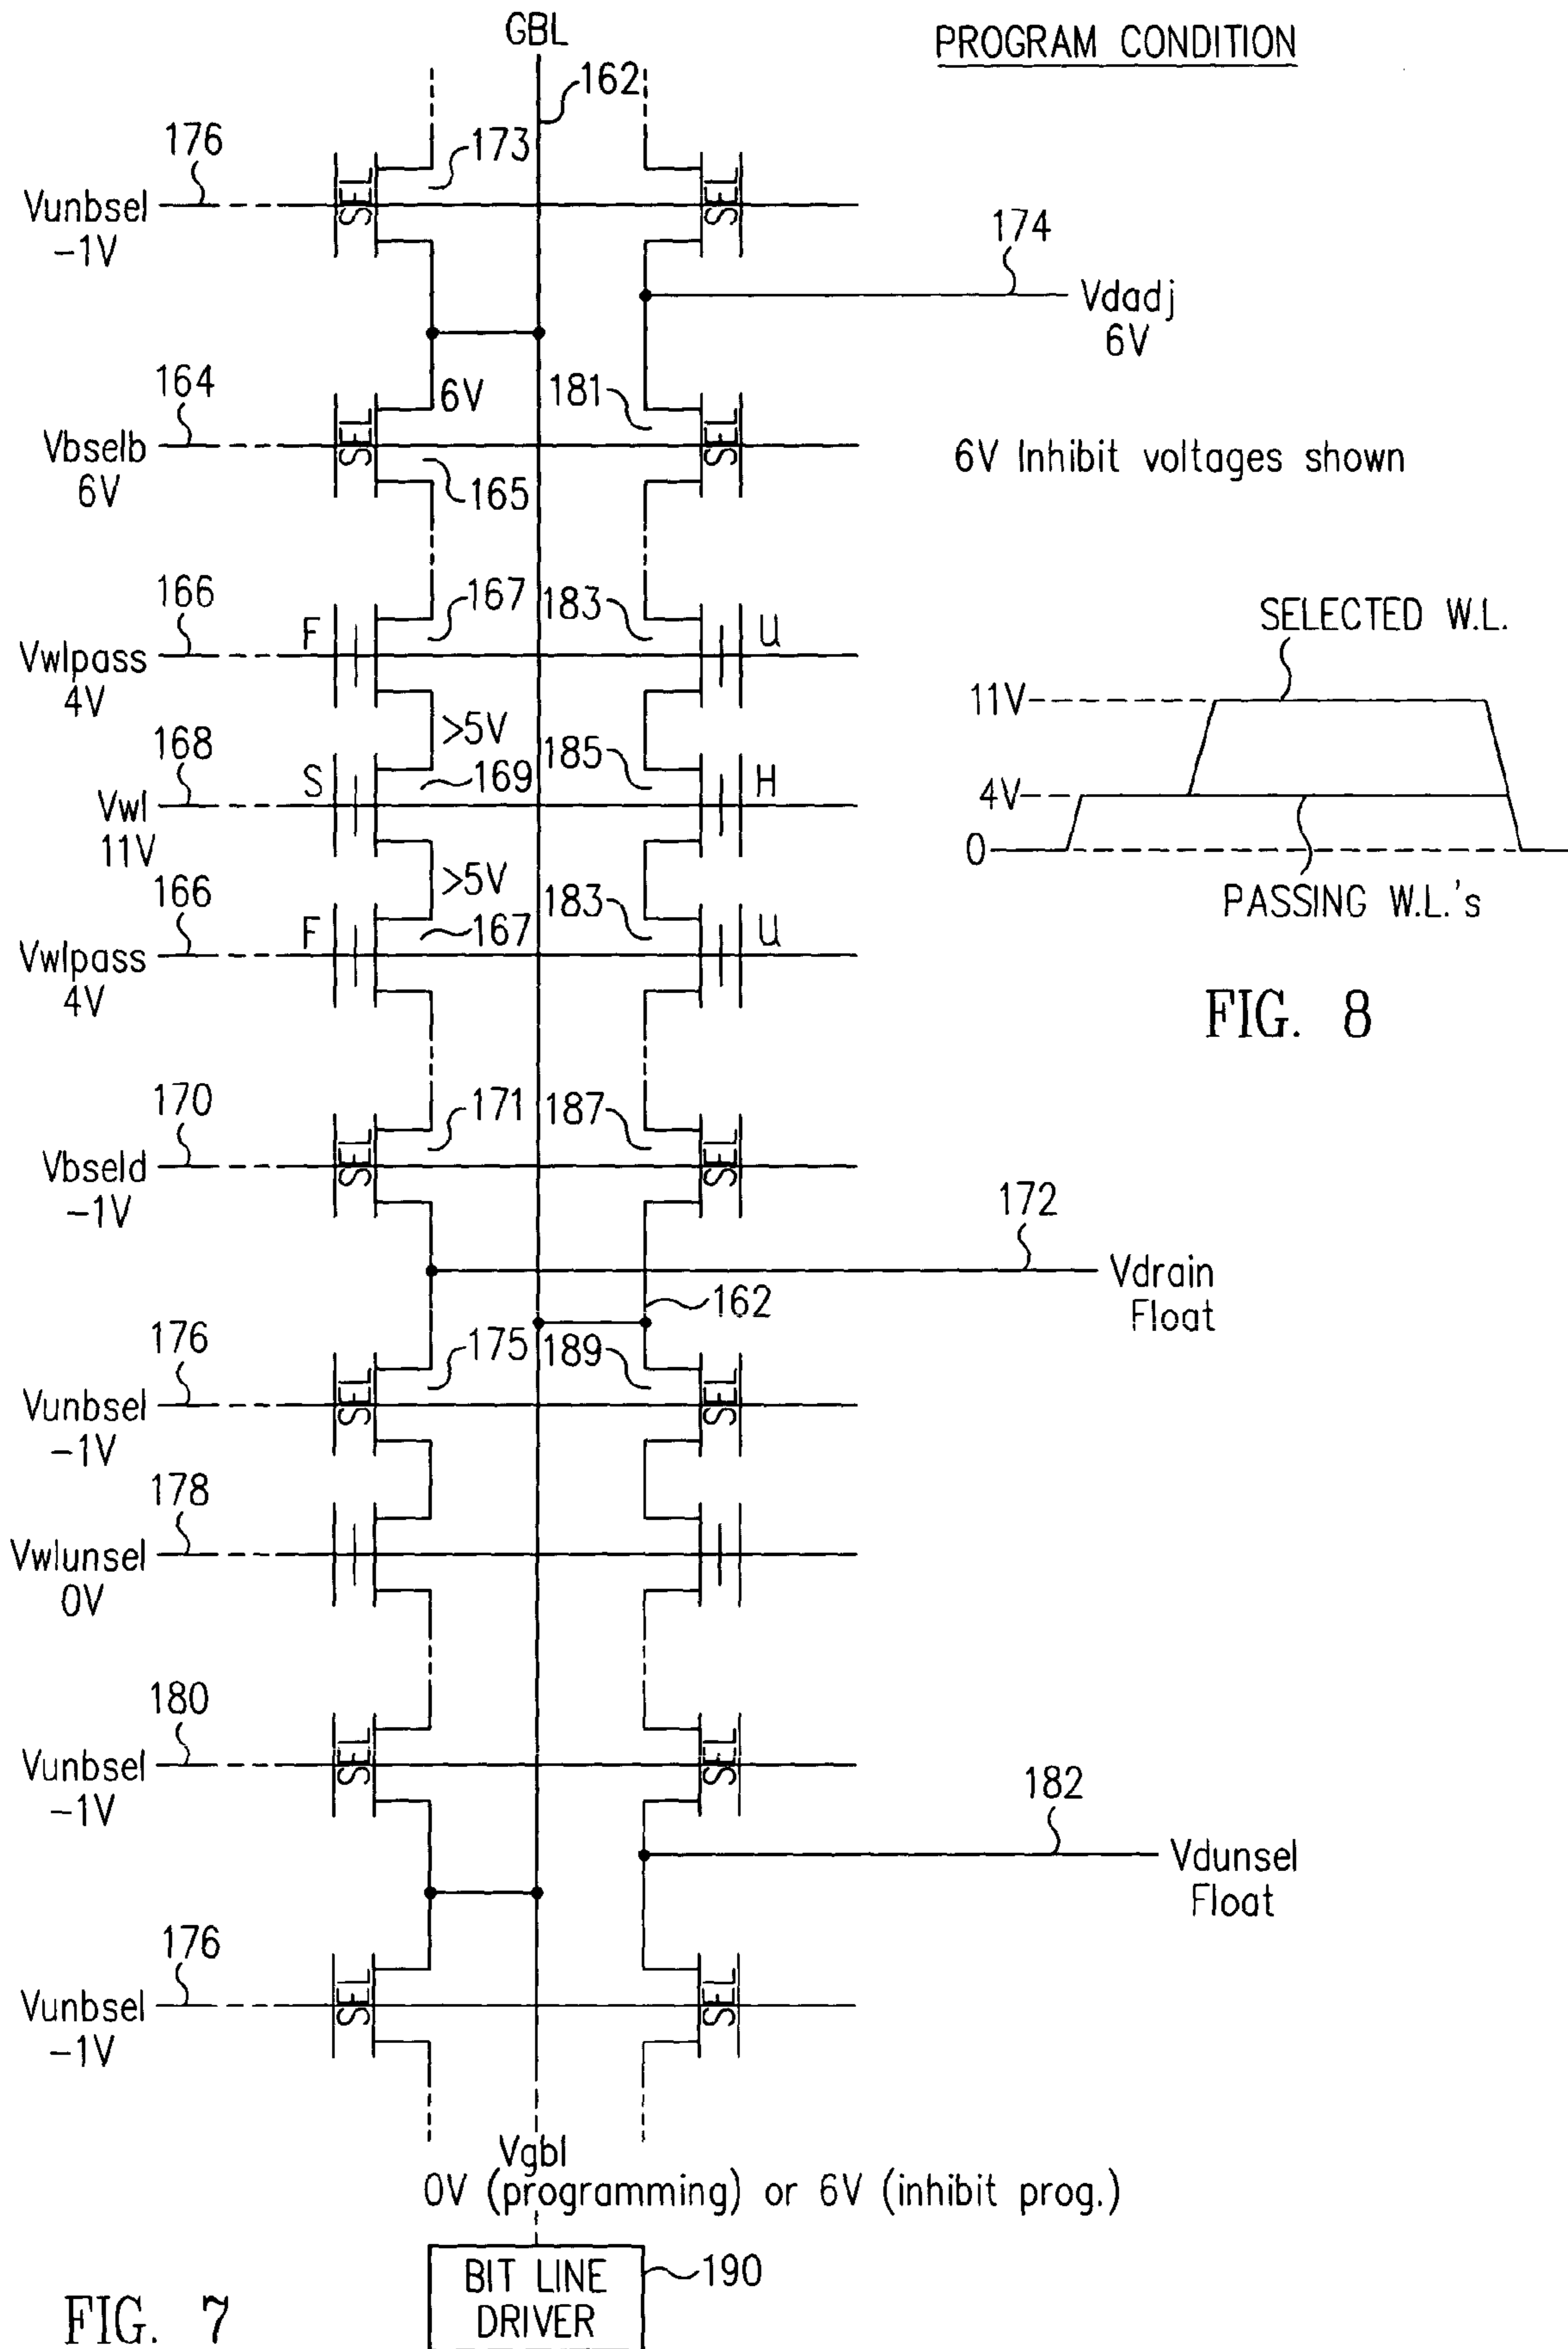 GBL
PROGRAM CONDITION
162
176
173
Vunbsel
-1V
SEL
SEL
174
Vdadj
6V
164
6V
181
Vbselb
6V
SEL
SEL
165
6V Inhibit voltages shown
166
F
167
183
U
Vwlpass
4V
>5V
168
S
169
185
H
Vwl
11V
>5V
166
F
167
183
U
Vwlpass
4V
SELECTED W.L.
11V
4V
0
PASSING W.L.'s
FIG. 8
170
171
187
Vbseld
-1V
SEL
SEL
172
Vdrain
Float
162
176
175
189
Vunbsel
-1V
SEL
SEL
178
Vwlunsel
0V
180
Vunbsel
-1V
SEL
SEL
182
Vdunsel
Float
176
Vunbsel
-1V
SEL
SEL
Vgbl
0V (programming) or 6V (inhibit prog.)
BIT LINE
DRIVER
190
FIG. 7